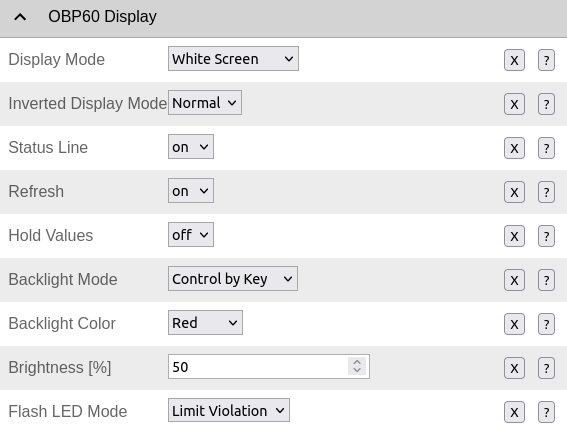 OBP60 Display
Display Mode White Screen X ?
Inverted Display Mode Normal X ?
Status Line on X ?
Refresh on X ?
Hold Values off X ?
Backlight Mode Control by Key X ?
Backlight Color Red X ?
Brightness [%] 50 X ?
Flash LED Mode Limit Violation X ?